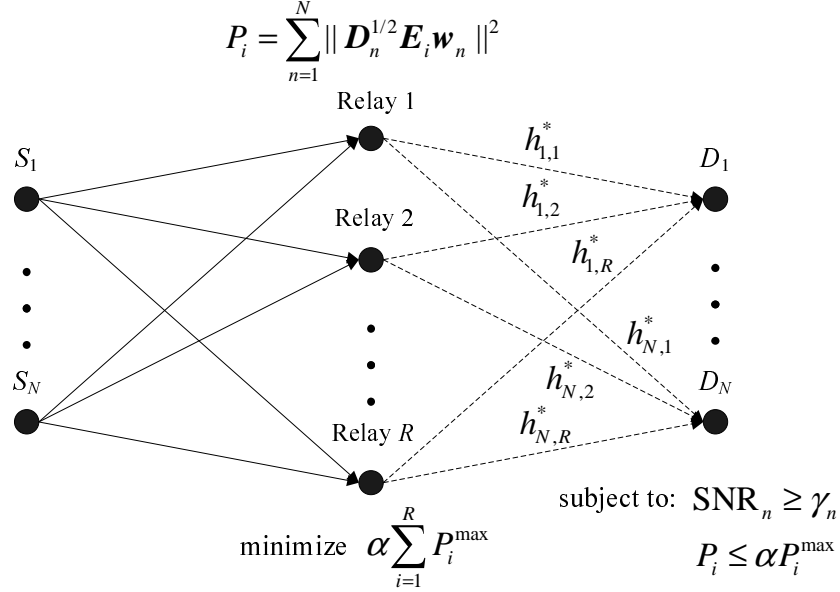 P_i = \sum_{n=1}^{N} || D_n^{1/2} E_i w_n ||^2
Relay 1
S_1
h_{1,1}^*
D_1
Relay 2
h_{1,2}^*
h_{1,R}^*
h_{N,1}^*
S_N
h_{N,2}^*
D_N
Relay R
h_{N,R}^*
subject to: SNR_n ≥ γ_n
minimize α \sum_{i=1}^{R} P_i^{max}
P_i ≤ αP_i^{max}